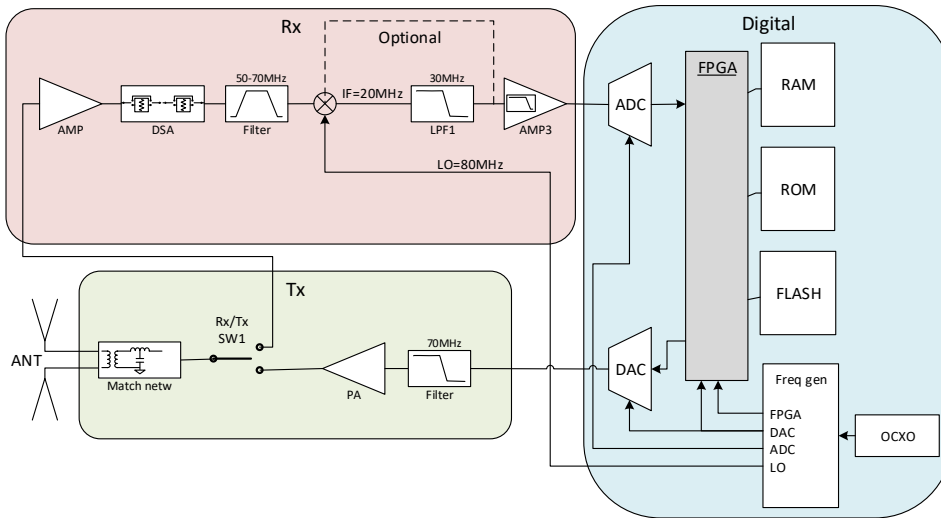 Rx
Digital
Optional
FPGA
RAM
50-70MHz
30MHz
IF=20MHz
ADC
AMP
DSA
Filter
LPF1
AMP3
LO=80MHz
ROM
Tx
FLASH
Rx/Tx
SW1
ANT
70MHz
DAC
Match netw
PA
Filter
Freq gen
FPGA
DAC
ADC
LO
OCXO